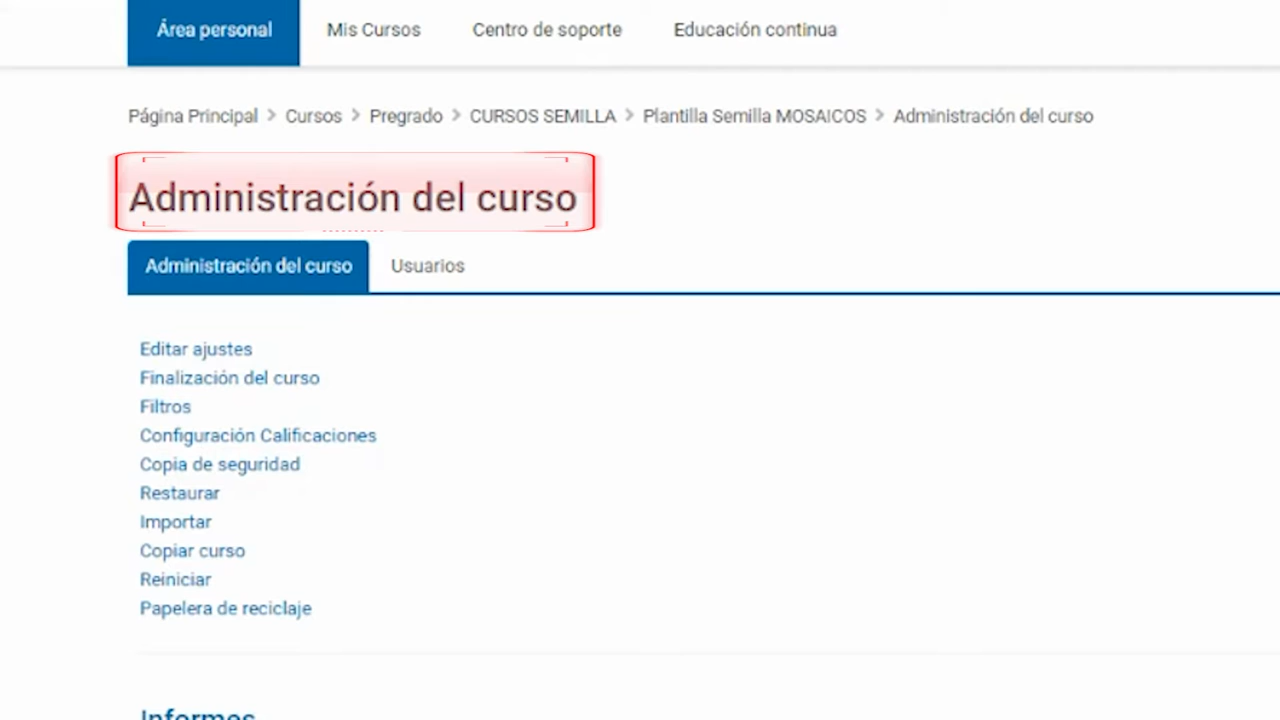 Área personal Mis Cursos Centro de soporte Educación continua
Página Principal > Cursos > Pregrado > CURSOS SEMILLA > Plantilla Semilla MOSAICOS > Administración del curso
Administración del curso
Administración del curso Usuarios
Editar ajustes
Finalización del curso
Filtros
Configuración Calificaciones
Copia de seguridad
Restaurar
Importar
Copiar curso
Reiniciar
Papelera de reciclaje
Informes